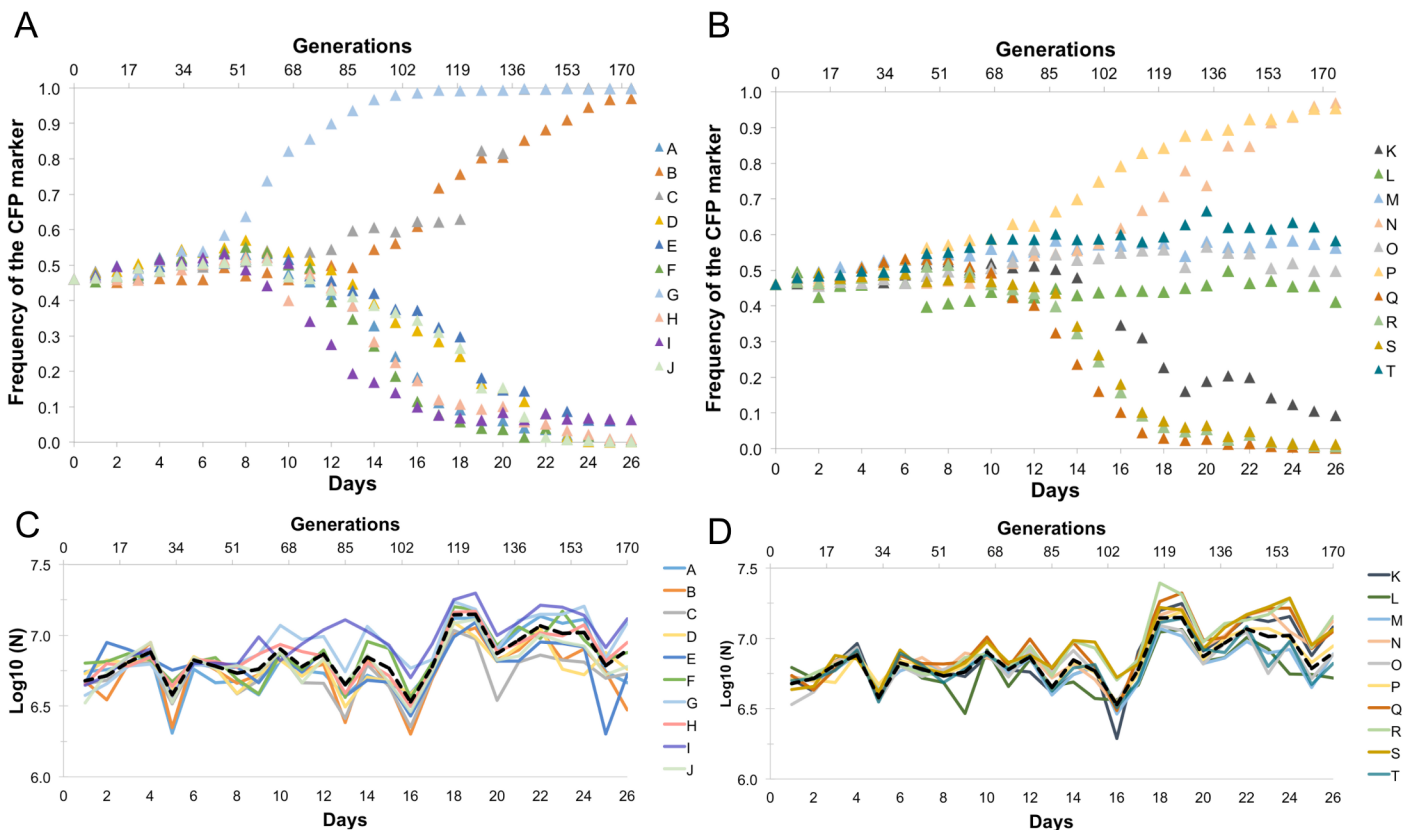 A
Generations
0 17 34 51 68 85 102 119 136 153 170
Frequency of the CFP marker
1.0
0.9
0.8
0.7
0.6
0.5
0.4
0.3
0.2
0.1
0.0
0 2 4 6 8 10 12 14 16 18 20 22 24 26
Days
A
B
C
D
E
F
G
H
I
J
B
Generations
0 17 34 51 68 85 102 119 136 153 170
Frequency of the CFP marker
1.0
0.9
0.8
0.7
0.6
0.5
0.4
0.3
0.2
0.1
0.0
0 2 4 6 8 10 12 14 16 18 20 22 24 26
Days
K
L
M
N
O
P
Q
R
S
T
C
Generations
0 17 34 51 68 85 102 119 136 153 170
Log10 (N)
7.5
7.0
6.5
6.0
0 2 4 6 8 10 12 14 16 18 20 22 24 26
Days
A
B
C
D
E
F
G
H
I
J
D
Generations
0 17 34 51 68 85 102 119 136 153 170
Log10 (N)
7.5
7.0
6.5
6.0
0 2 4 6 8 10 12 14 16 18 20 22 24 26
Days
K
L
M
N
O
P
Q
R
S
T